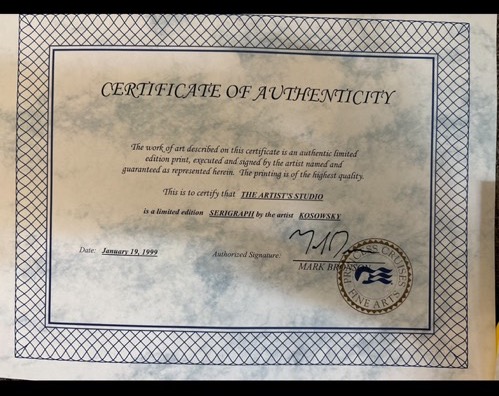 CERTIFICATE OF AUTHENTICITY
The work of art described on this certificate is an authentic limited
edition print, executed and signed by the artist named and
guaranteed as represented herein. The printing is of the highest quality.
This is to certify that THE ARTIST'S STUDIO
is a limited edition SERIGRAPH by the artist KOSOWSKY
Date: January 19, 1999
Authorized Signature:
MARK BRONSON
PRINCESS CRUISES
FINE ARTS